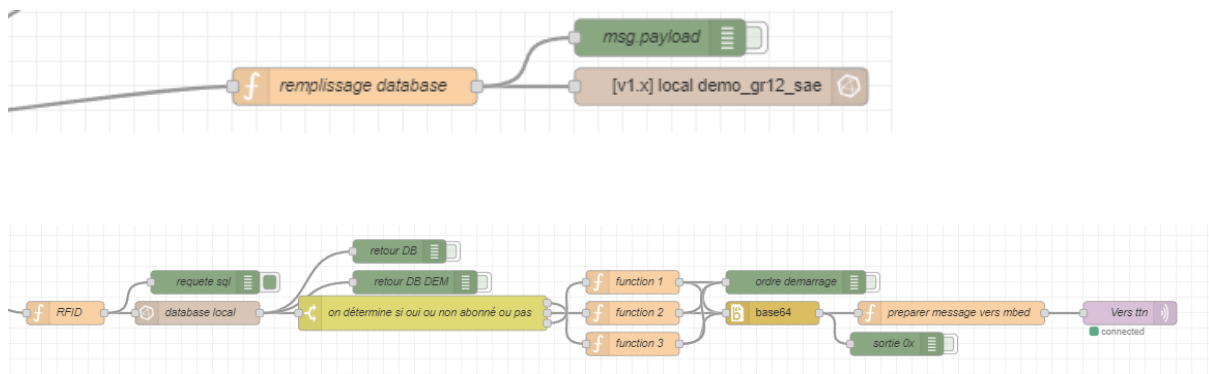 msg.payload
remplissage database
[v1.x] local demo_gr12_sae
retour DB
requete sql
retour DB DEM
function 1
ordre demarrage
RFID
database local
on détermine si oui ou non abonné ou pas
function 2
base64
preparer message vers mbed
Vers ttn
connected
function 3
sortie 0x